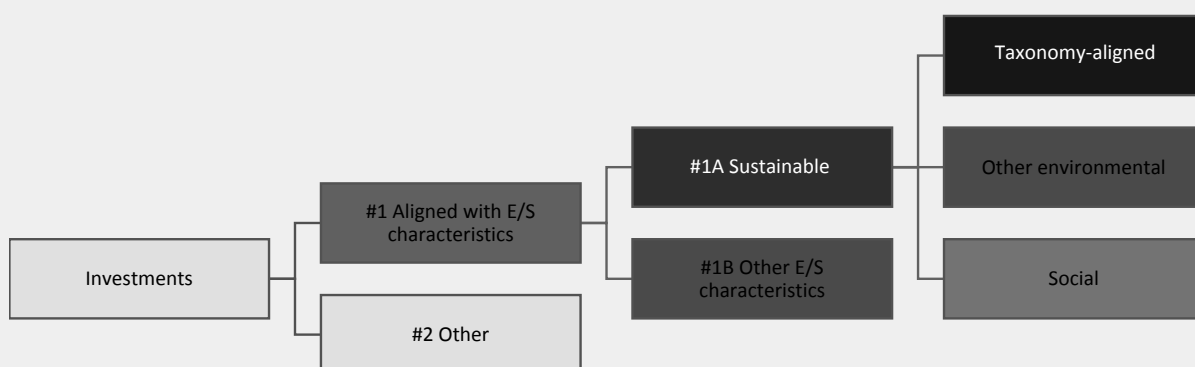 Investments
#1 Aligned with E/S
characteristics
#2 Other
#1A Sustainable
#1B Other E/S
characteristics
Taxonomy-aligned
Other environmental
Social